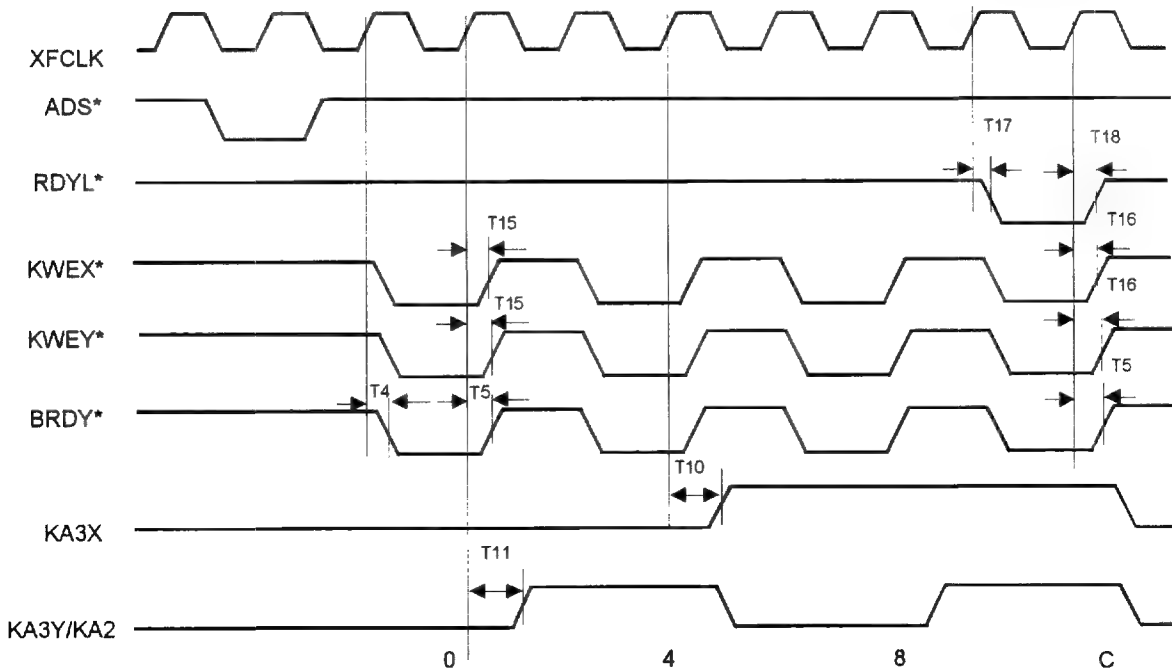 XFCLK
ADS*
T17
T18
RDYL*
T15
T16
KWEX*
T15
T16
KWEY*
T4
T5
T5
BRDY*
T10
KA3X
T11
KA3Y/KA2
0 4 8 C